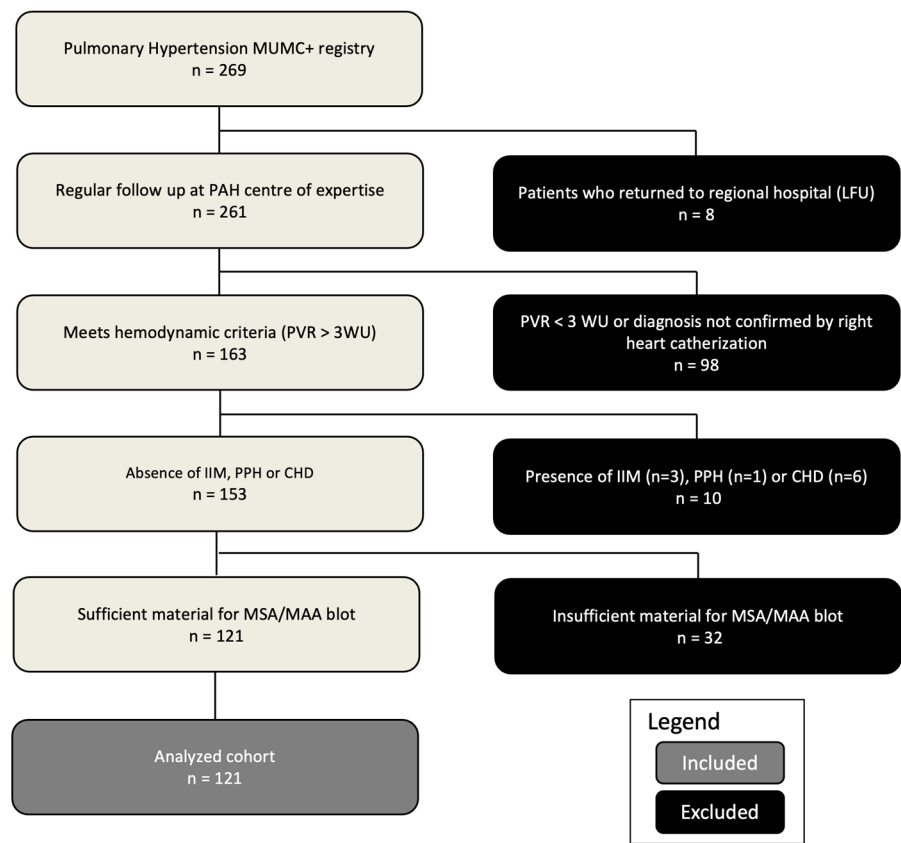 Pulmonary Hypertension MUMC+ registry
n = 269
Regular follow up at PAH centre of expertise
n = 261
Patients who returned to regional hospital (LFU)
n = 8
Meets hemodynamic criteria (PVR > 3WU)
n = 163
PVR < 3 WU or diagnosis not confirmed by right
heart catherization
n = 98
Absence of IIM, PPH or CHD
n = 153
Presence of IIM (n=3), PPH (n=1) or CHD (n=6)
n = 10
Sufficient material for MSA/MAA blot
n = 121
Insufficient material for MSA/MAA blot
n = 32
Analyzed cohort
n = 121
Legend
Included
Excluded